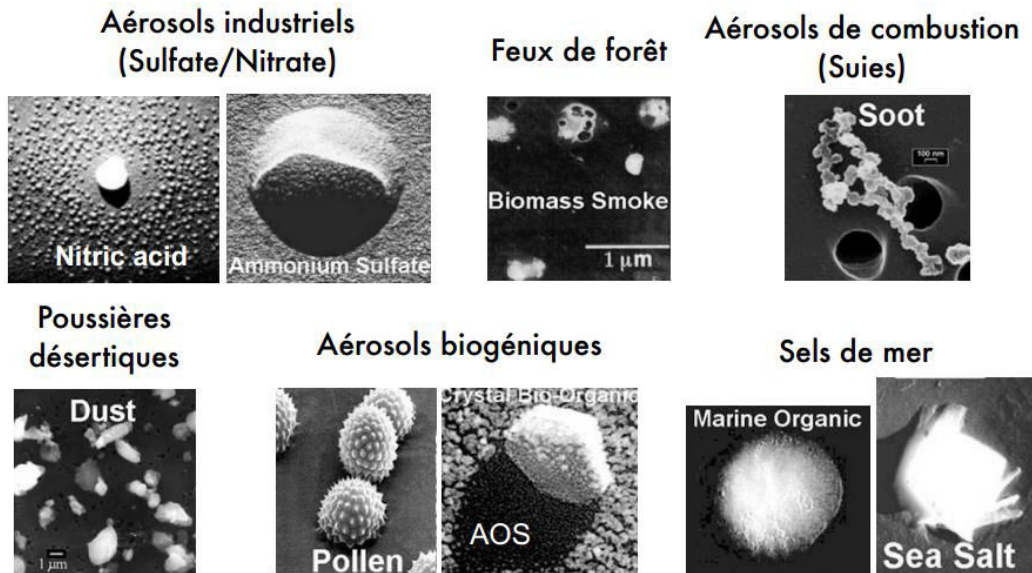 Aérosols industriels
(Sulfate/Nitrate)
Feux de forêt
Aérosols de combustion
(Suies)
Nitric acid
Ammonium Sulfate
Biomass Smoke
1 μm
Soot
100 nm
Poussières
désertiques
Aérosols biogéniques
Sels de mer
Dust
1 μm
Pollen
Crystal Bio-Organic
AOS
Marine Organic
Sea Salt